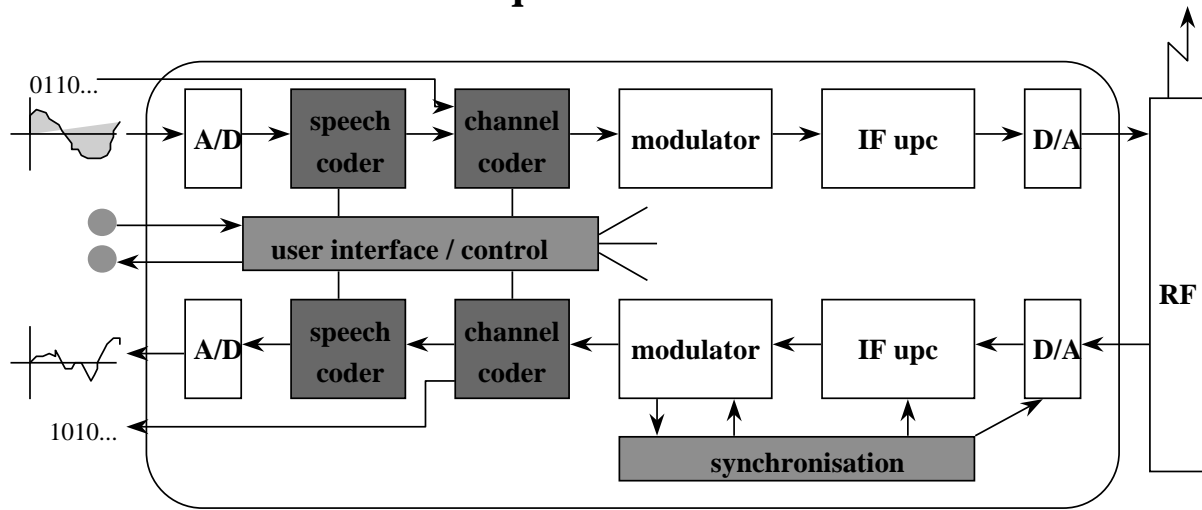 0110...
A/D
speech
coder
channel
coder
modulator
IF upc
D/A
user interface / control
RF
A/D
speech
coder
channel
coder
modulator
IF upc
D/A
1010...
synchronisation